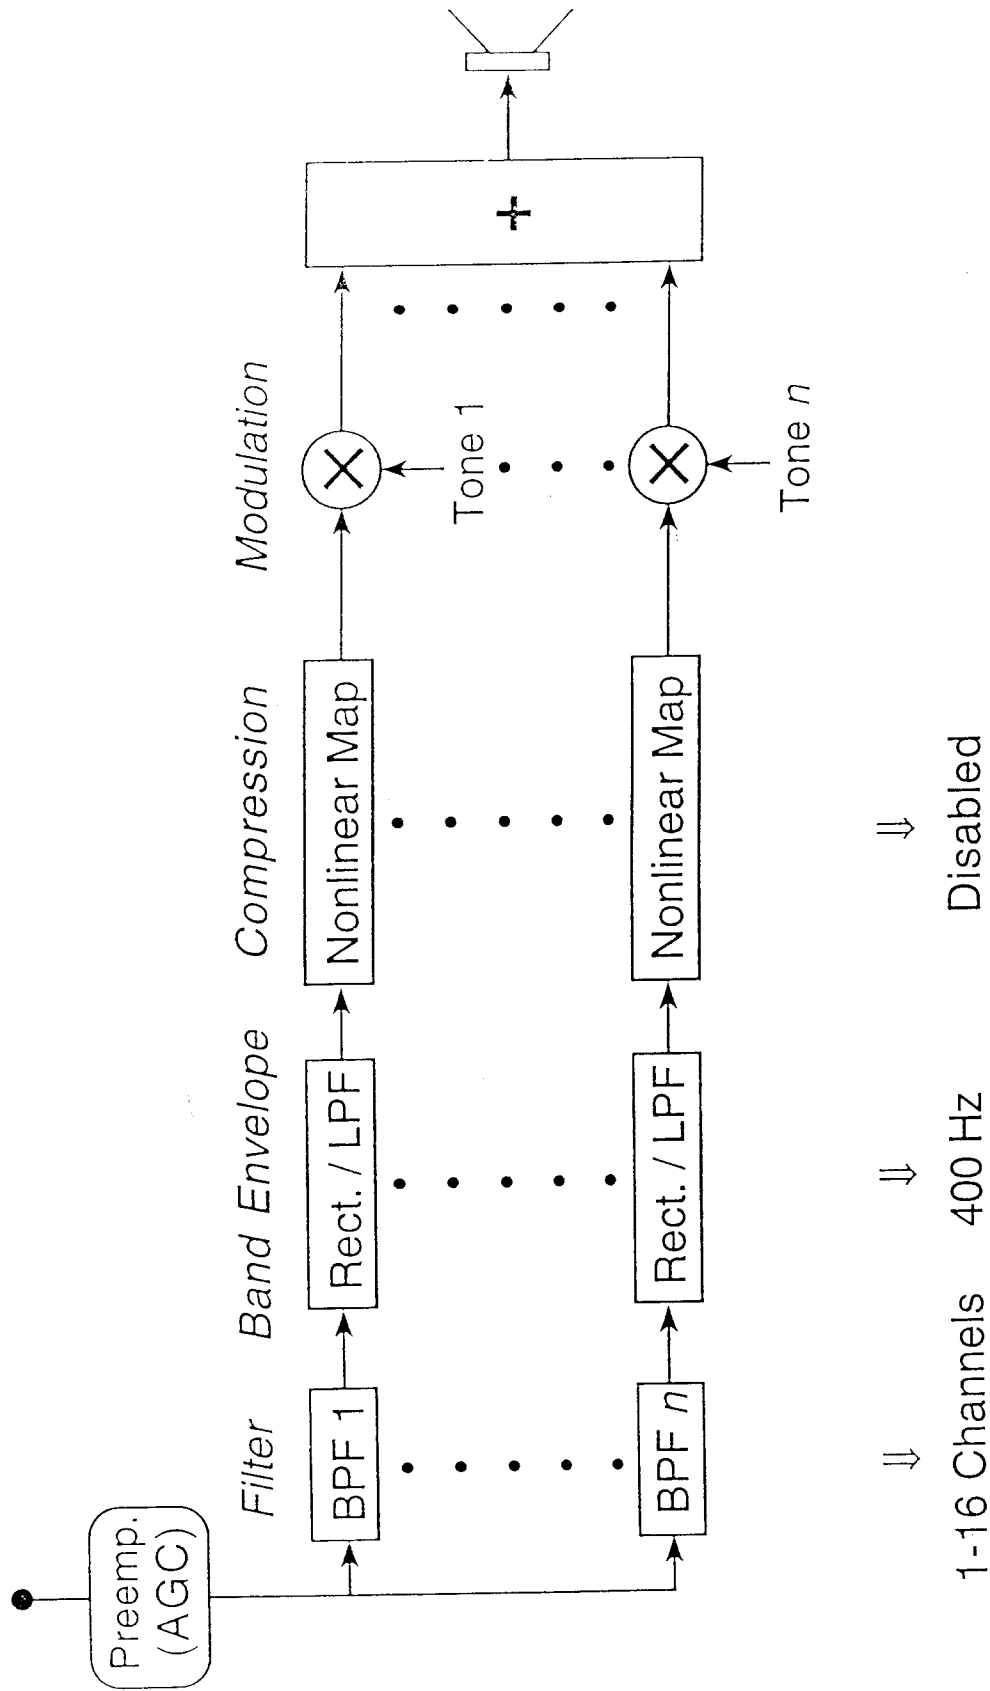 Preemp.
(AGC)
Filter
Band Envelope
Compression
Modulation
BPF 1
Rect. / LPF
Nonlinear Map
Tone 1
+
BPF n
Rect. / LPF
Nonlinear Map
Tone n
⇒
⇒
⇒
1-16 Channels
400 Hz
Disabled